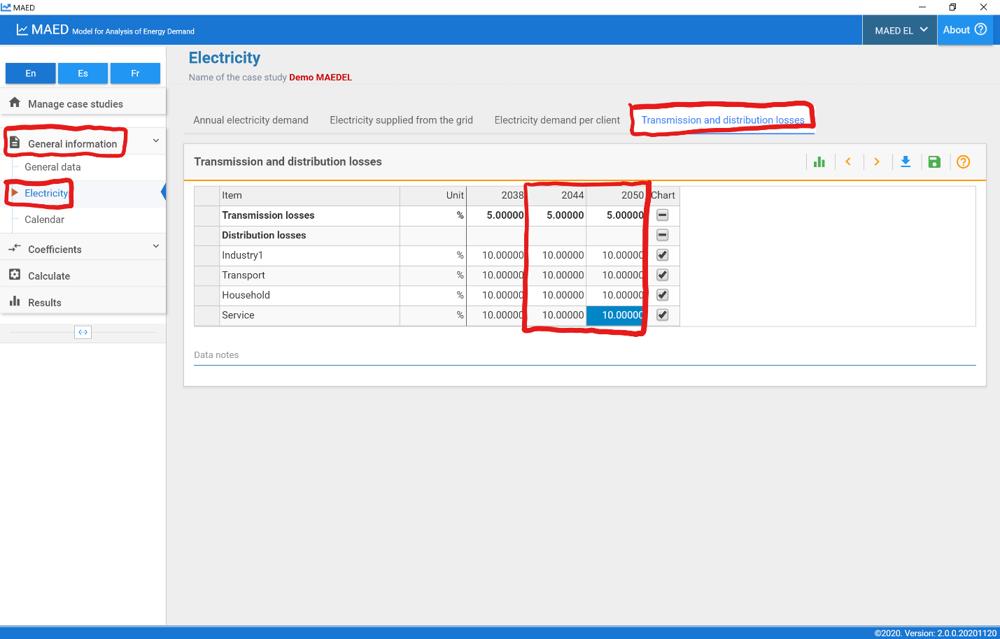 MAED
MAED Model for Analysis of Energy Demand
MAED EL
About
En Es Fr
Manage case studies
General information
General data
Electricity
Calendar
Coefficients
Calculate
Results
Electricity
Name of the case study Demo MAEDEL
Annual electricity demand Electricity supplied from the grid Electricity demand per client Transmission and distribution losses
Transmission and distribution losses
Item Unit 2038 2044 2050 Chart
Transmission losses % 5.00000 5.00000 5.00000
Distribution losses
Industry1 % 10.00000 10.00000 10.00000
Transport % 10.00000 10.00000 10.00000
Household % 10.00000 10.00000 10.00000
Service % 10.00000 10.00000 10.00000
Data notes
©2020. Version: 2.0.0.20201120